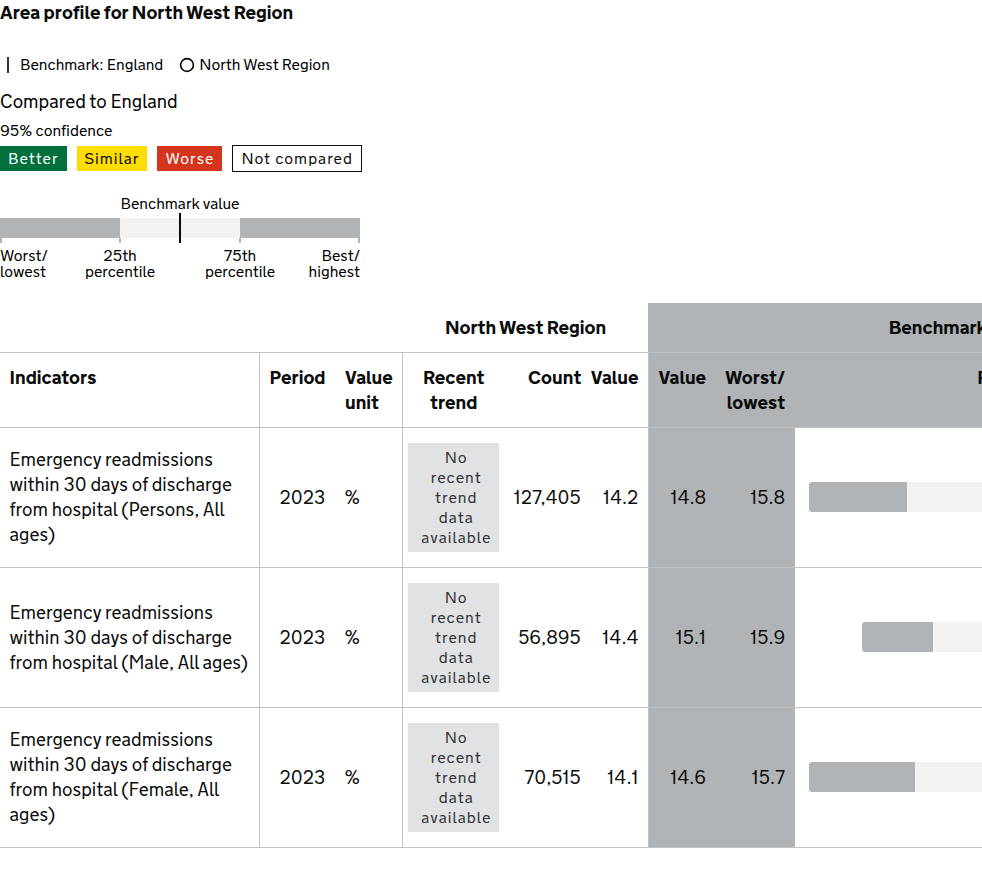 Area profile for North West Region
Benchmark: England North West Region
Compared to England
95% confidence
Better Similar Worse Not compared
Benchmark value
Worst/ 25th 75th Best/
lowest percentile percentile highest
North West Region Benchmark
Indicators Period Value Recent Count Value Value Worst/
unit trend lowest
Emergency readmissions
within 30 days of discharge
from hospital (Persons, All
ages)
2023 %
No
recent
trend
data
available
127,405 14.2 14.8 15.8
Emergency readmissions
within 30 days of discharge
from hospital (Male, All ages)
2023 %
No
recent
trend
data
available
56,895 14.4 15.1 15.9
Emergency readmissions
within 30 days of discharge
from hospital (Female, All
ages)
2023 %
No
recent
trend
data
available
70,515 14.1 14.6 15.7